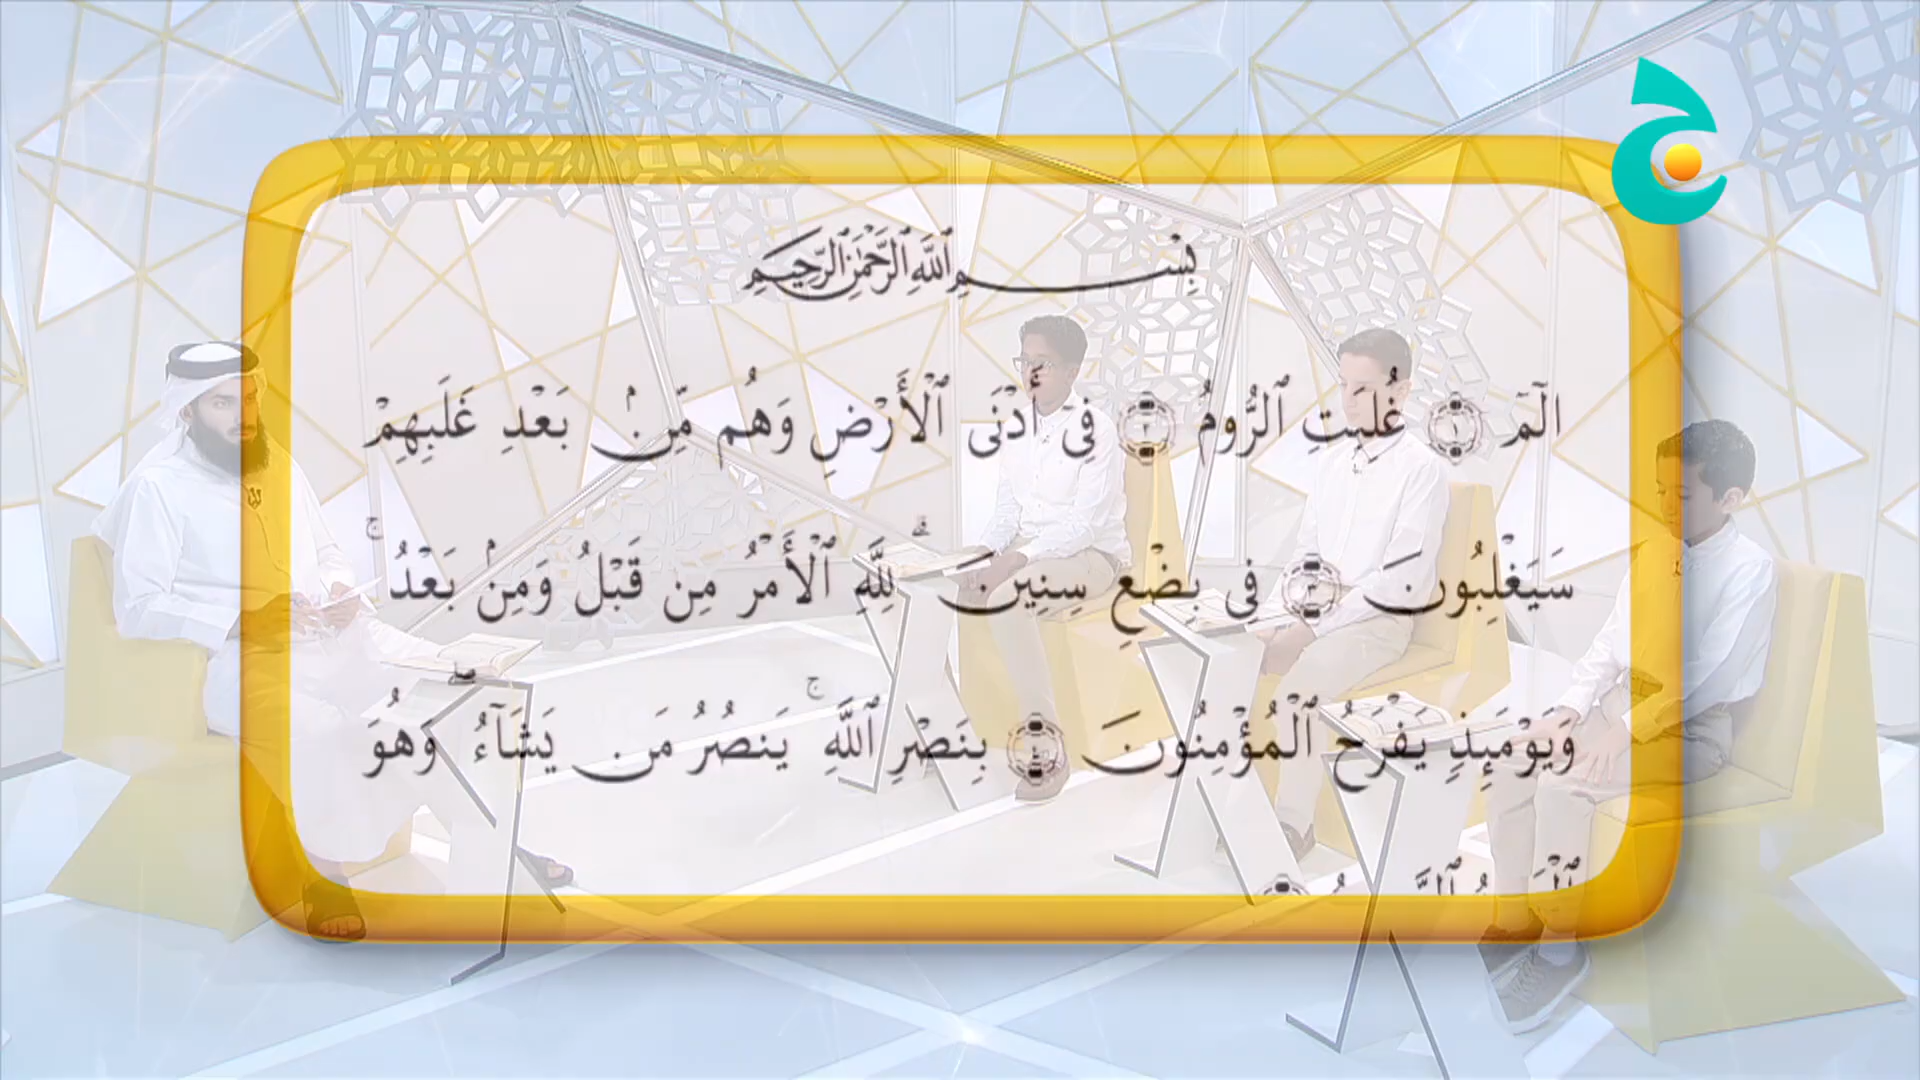 بِسْمِ ٱللَّهِ ٱلرَّحْمَٰنِ ٱلرَّحِيمِ
الٓمٓ ١ غُلِبَتِ ٱلرُّومُ ٢ فِىٓ أَدْنَى ٱلْأَرْضِ وَهُم مِّنۢ بَعْدِ غَلَبِهِمْ
سَيَغْلِبُونَ ٣ فِى بِضْعِ سِنِينَ ۗ لِلَّهِ ٱلْأَمْرُ مِن قَبْلُ وَمِنۢ بَعْدُ ۚ
وَيَوْمَئِذٍ يَفْرَحُ ٱلْمُؤْمِنُونَ ٤ بِنَصْرِ ٱللَّهِ ۚ يَنصُرُ مَن يَشَآءُ ۖ وَهُوَ